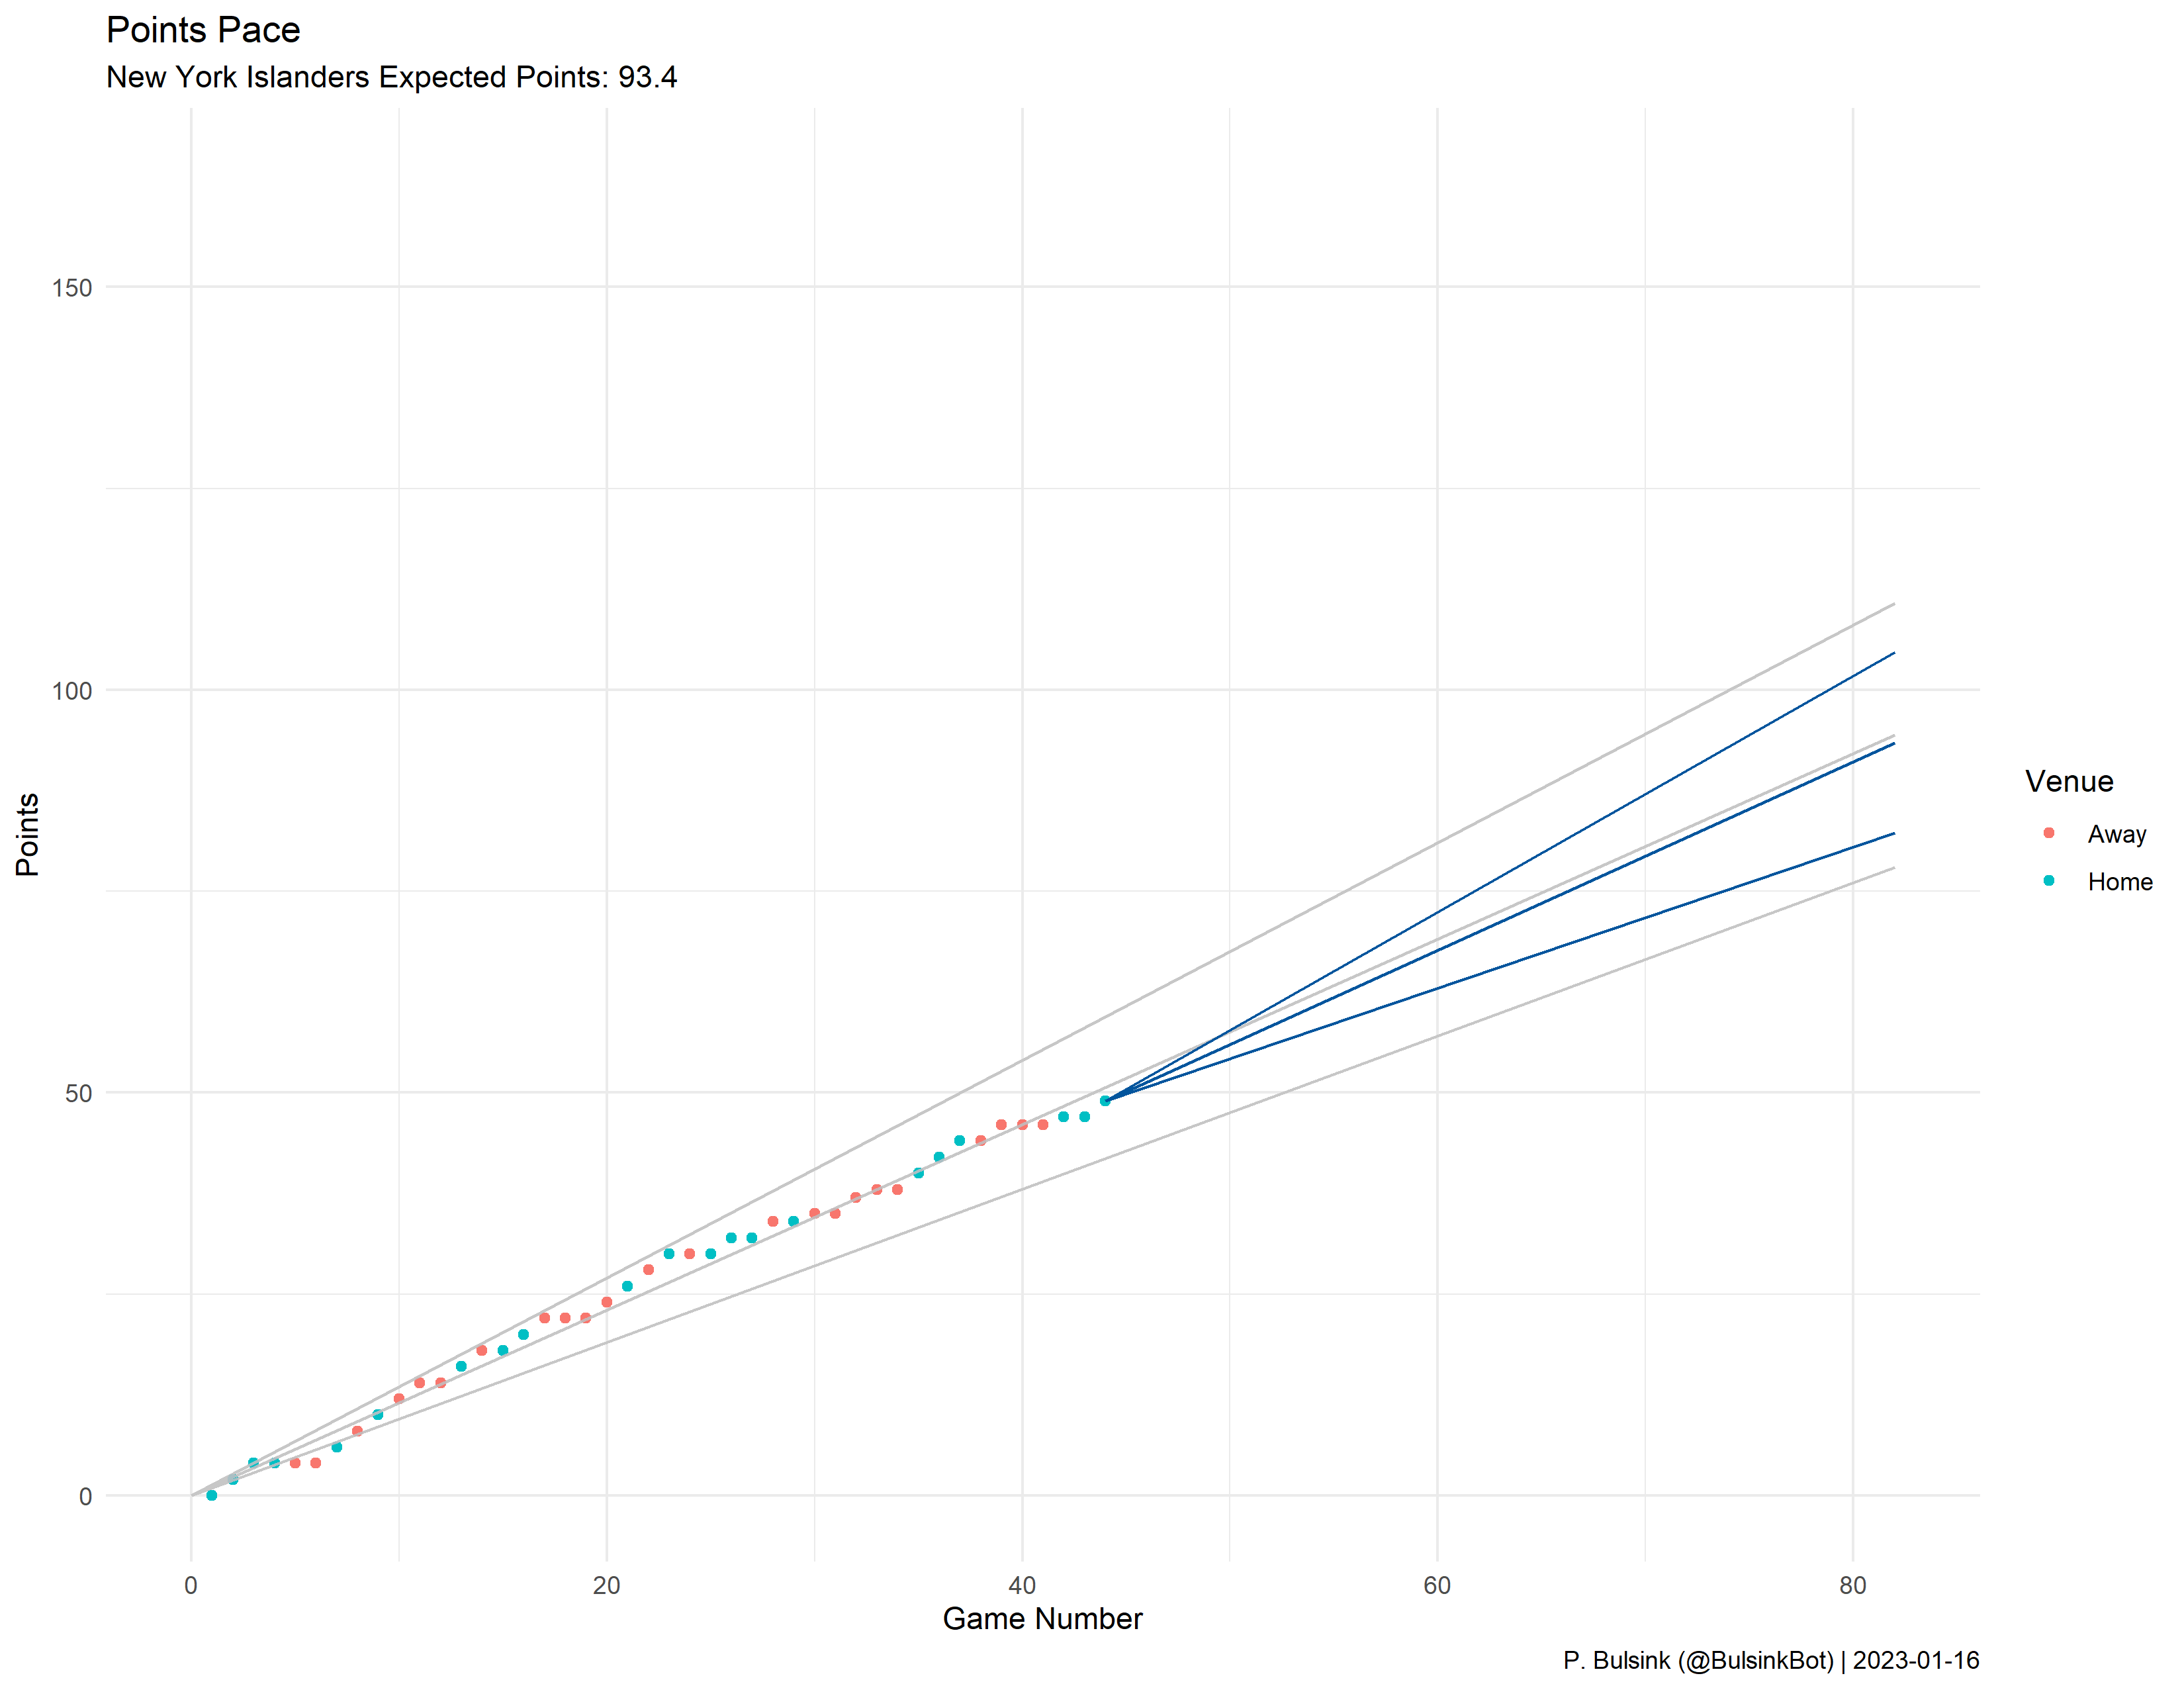 Points Pace
New York Islanders Expected Points: 93.4
150
100
50
0
Points
0 20 40 60 80
Game Number
Venue
Away
Home
P. Bulsink (@BulsinkBot) | 2023-01-16